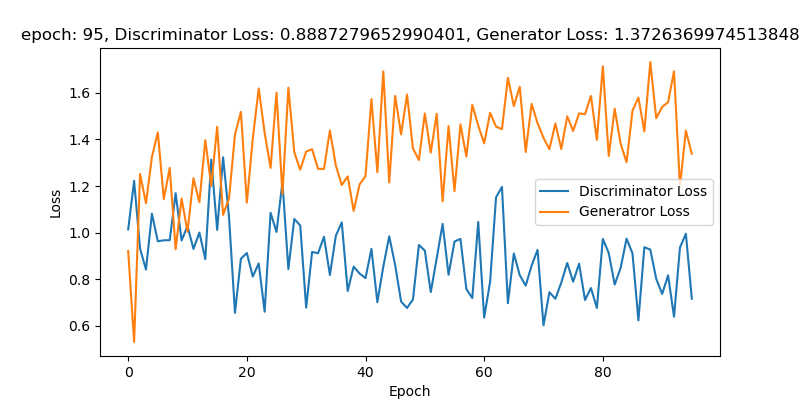 epoch: 95, Discriminator Loss: 0.8887279652990401, Generator Loss: 1.3726369974513848
Loss
1.6
1.4
1.2
1.0
0.8
0.6
Discriminator Loss
Generatror Loss
0
20
40
60
80
Epoch